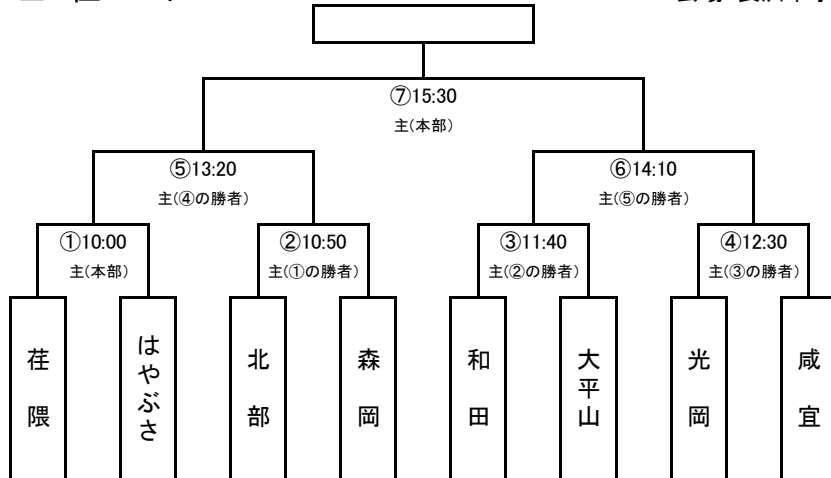 ⑦15:30
主(本部)
⑤13:20
主(④の勝者)
⑥14:10
主(⑤の勝者)
①10:00
主(本部)
②10:50
主(①の勝者)
③11:40
主(②の勝者)
④12:30
主(③の勝者)
荏隈
はやぶさ
北部
森岡
和田
大平山
光岡
咸宜